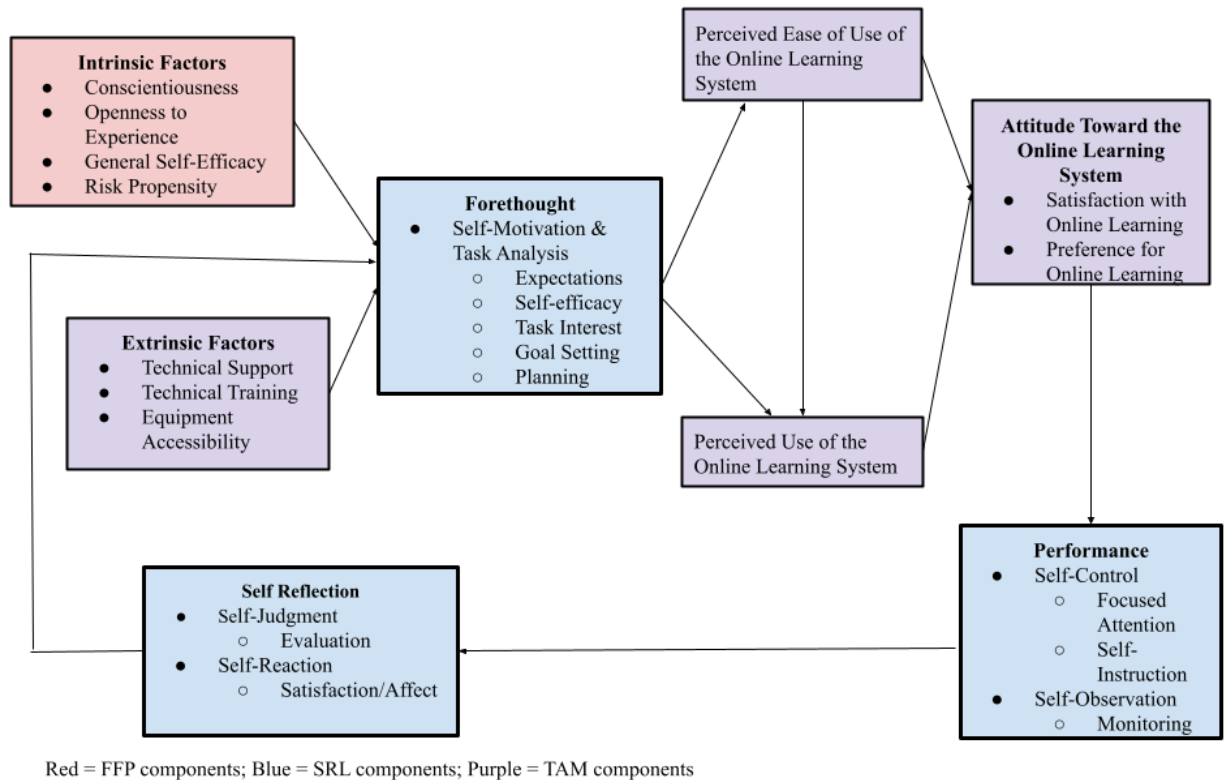 Intrinsic Factors
● Conscientiousness
● Openness to
Experience
● General Self-Efficacy
● Risk Propensity
Extrinsic Factors
● Technical Support
● Technical Training
● Equipment
Accessibility
Forethought
● Self-Motivation &
Task Analysis
○ Expectations
○ Self-efficacy
○ Task Interest
○ Goal Setting
○ Planning
Perceived Ease of Use of
the Online Learning
System
Perceived Use of the
Online Learning System
Attitude Toward the
Online Learning
System
● Satisfaction with
Online Learning
● Preference for
Online Learning
Performance
● Self-Control
○ Focused
Attention
○ Self-
Instruction
● Self-Observation
○ Monitoring
Self Reflection
● Self-Judgment
○ Evaluation
● Self-Reaction
○ Satisfaction/Affect
Red = FFP components; Blue = SRL components; Purple = TAM components